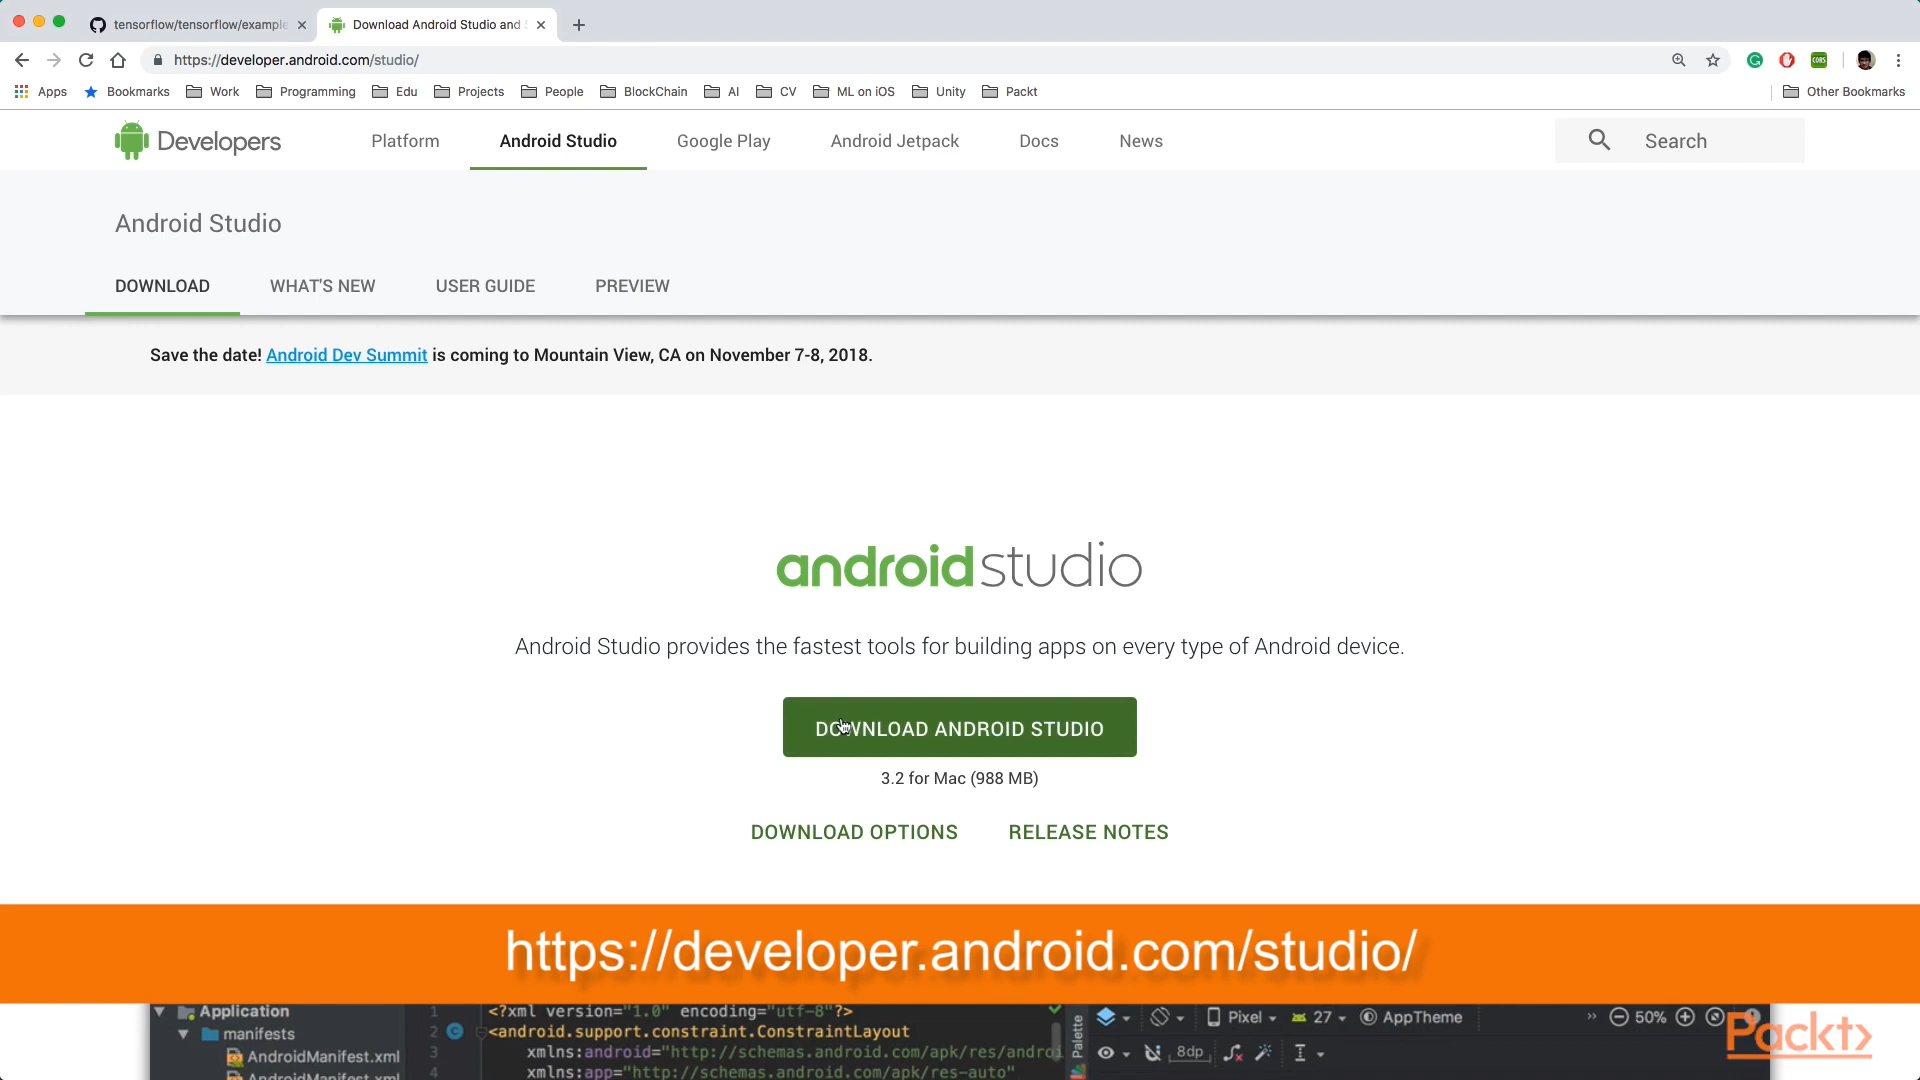 tensorflow/tensorflow/example
Download Android Studio and
https://developer.android.com/studio/
Apps Bookmarks Work Programming Edu Projects People BlockChain AI CV ML on iOS Unity Packt Other Bookmarks
Developers Platform Android Studio Google Play Android Jetpack Docs News Search
Android Studio
DOWNLOAD WHAT'S NEW USER GUIDE PREVIEW
Save the date! Android Dev Summit is coming to Mountain View, CA on November 7-8, 2018.
androidstudio
Android Studio provides the fastest tools for building apps on every type of Android device.
DOWNLOAD ANDROID STUDIO
3.2 for Mac (988 MB)
DOWNLOAD OPTIONS RELEASE NOTES
https://developer.android.com/studio/
Application
manifests
AndroidManifest.xml
AndroidManifest.xml
1 <?xml version="1.0" encoding="utf-8"?>
2 <android.support.constraint.ConstraintLayout
3 xmlns:android="http://schemas.android.com/apk/res/androi
4 xmlns:app="http://schemas.android.com/apk/res-auto"
Palette
Pixel 27 AppTheme 50%
8dp
Packt>